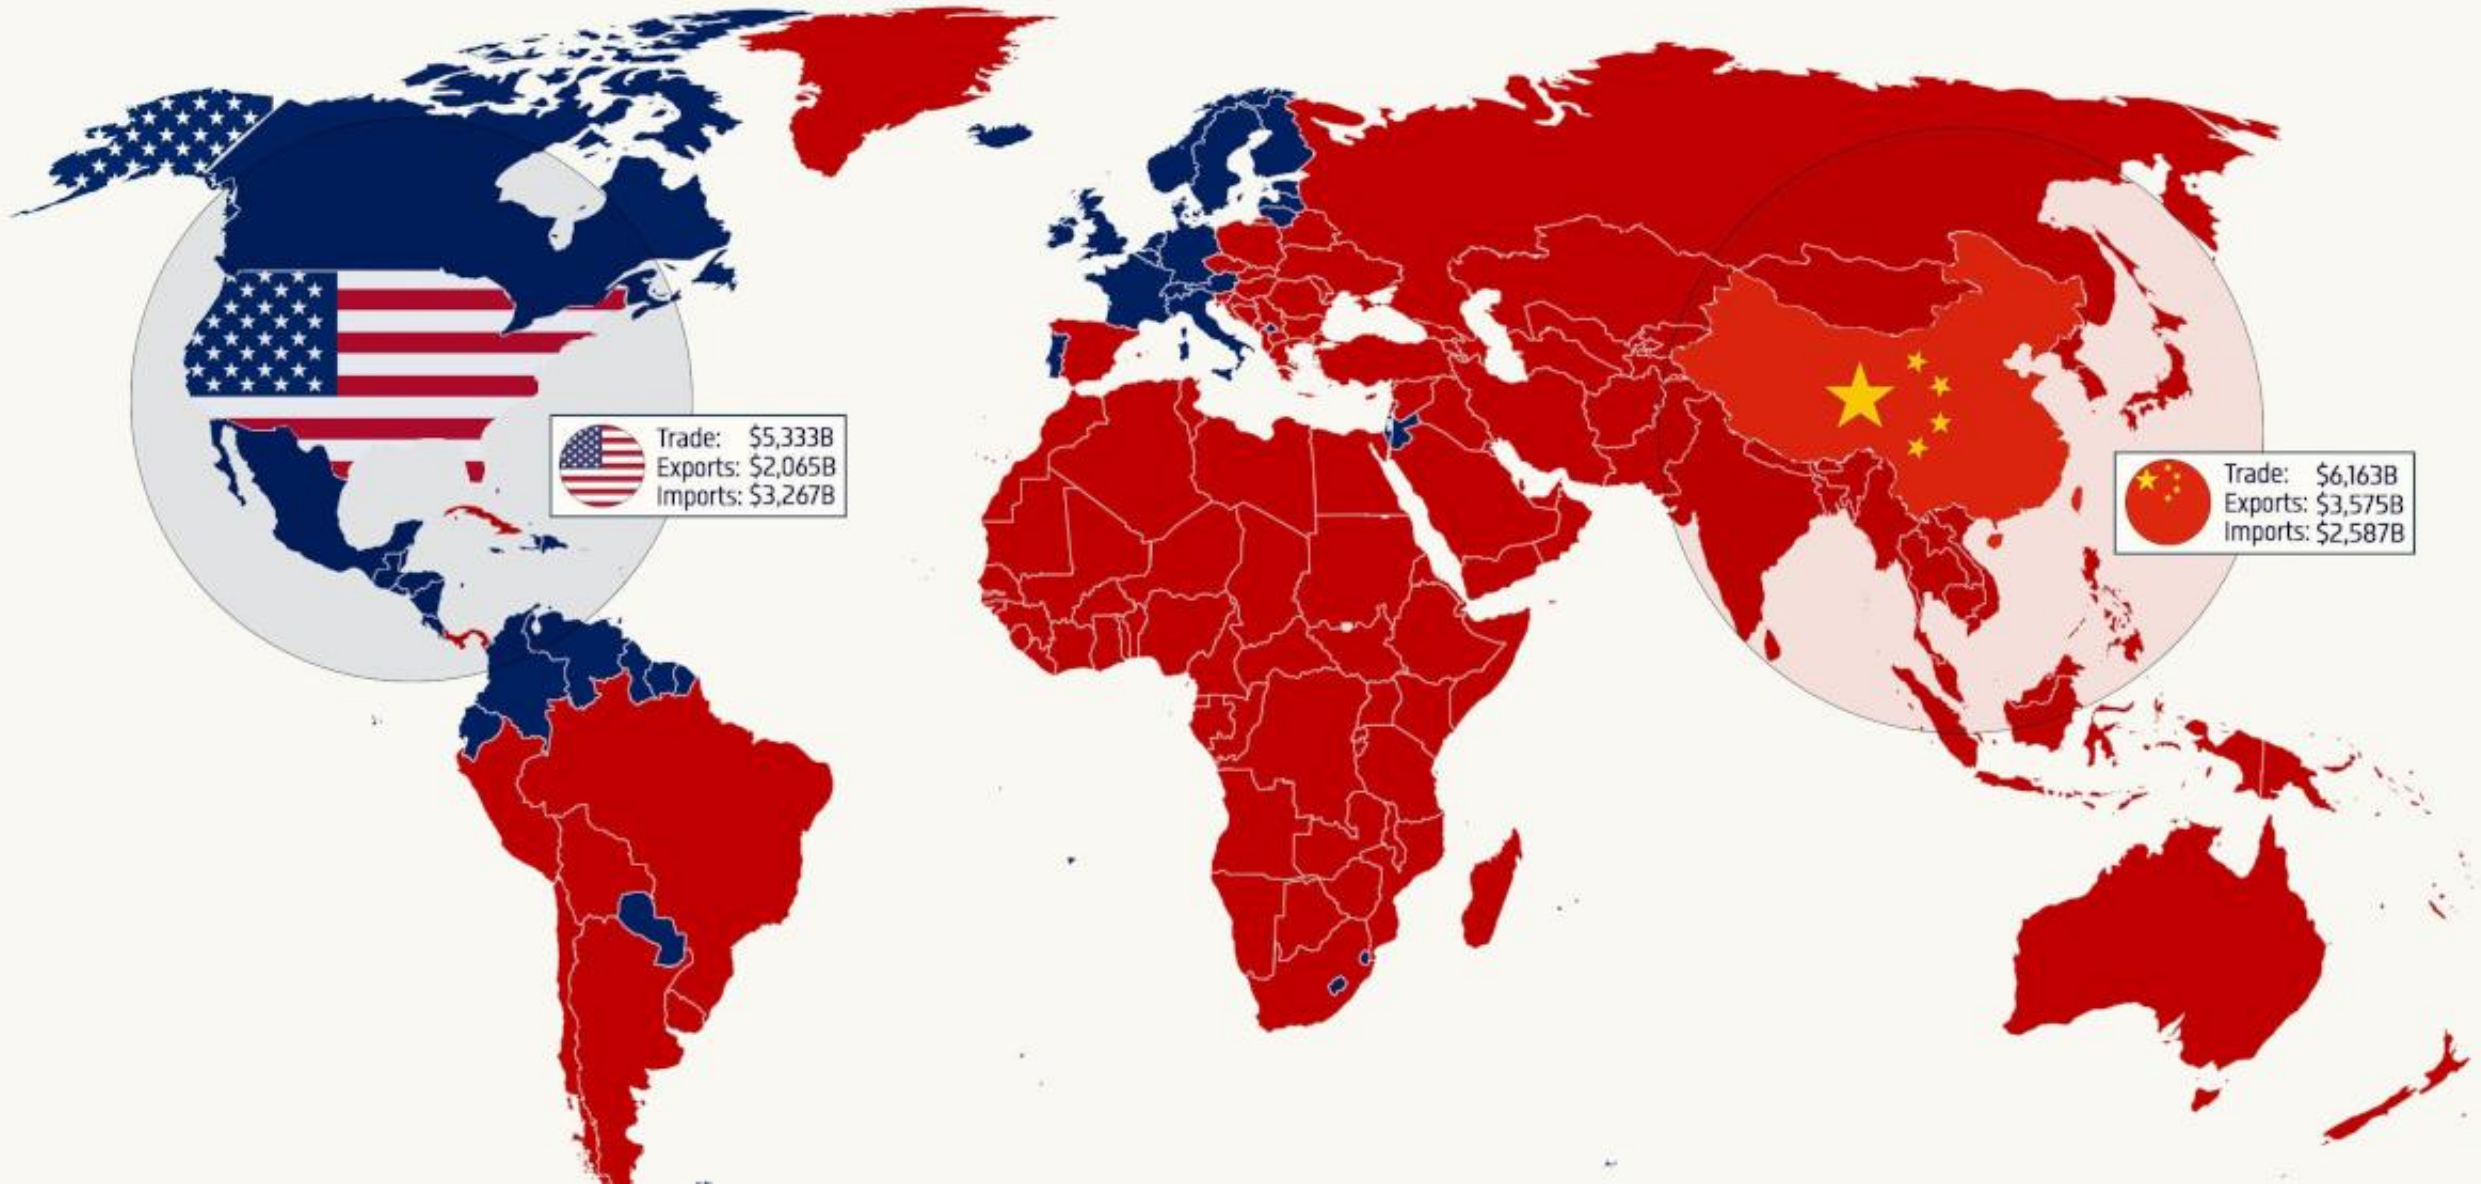 Trade: $5,333B
Exports: $2,065B
Imports: $3,267B
Trade: $6,163B
Exports: $3,575B
Imports: $2,587B